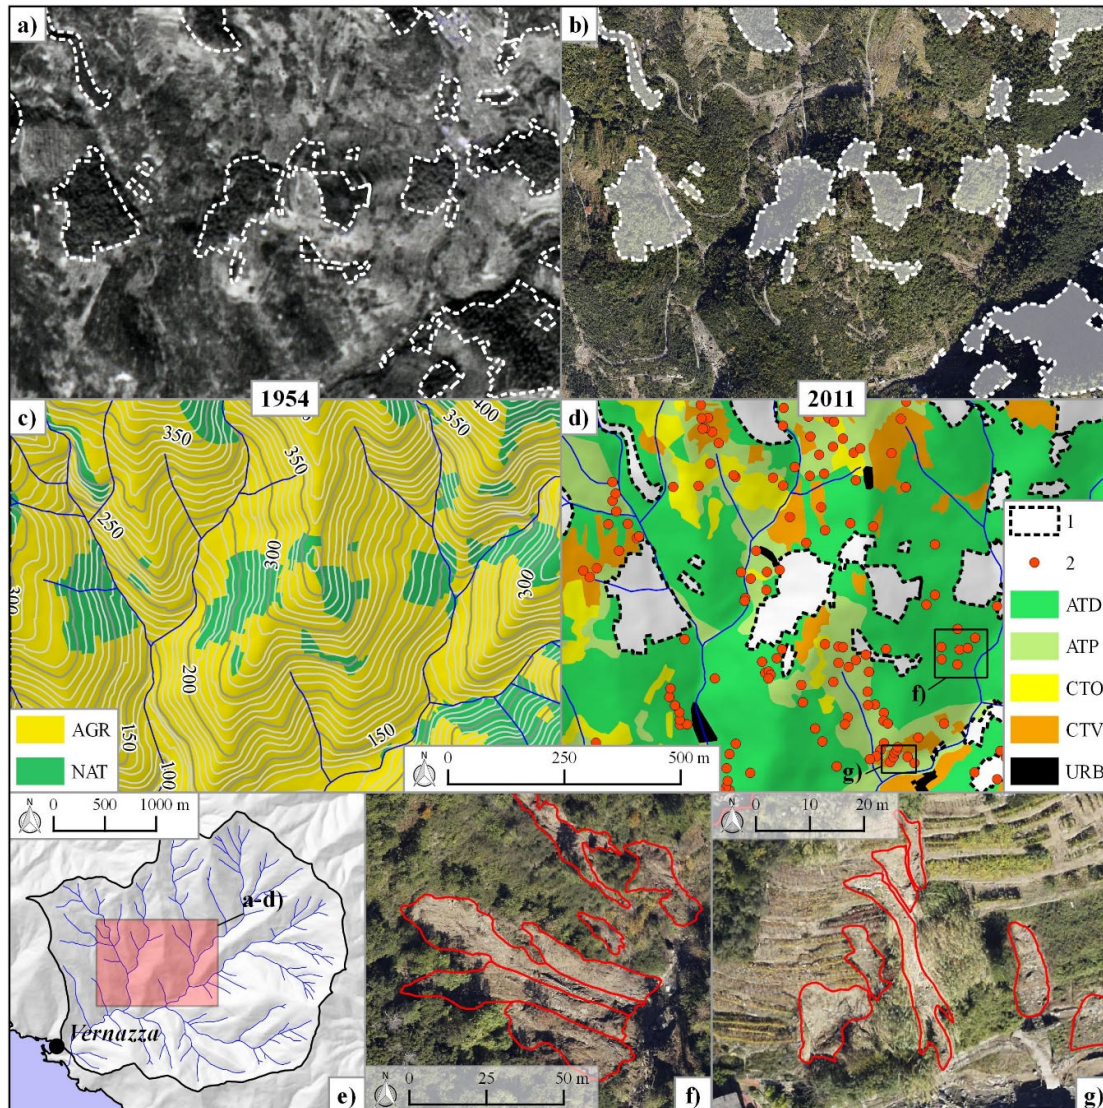 a)
b)
1954
2011
c)
350
350
400
250
300
300
300
200
150
150
100
AGR
NAT
0 250 500 m
N
d)
f)
g)
1
2
ATD
ATP
CTO
CTV
URB
N
0 500 1000 m
a-d)
Vernazza
e)
N
0 25 50 m
f)
N
0 10 20 m
g)